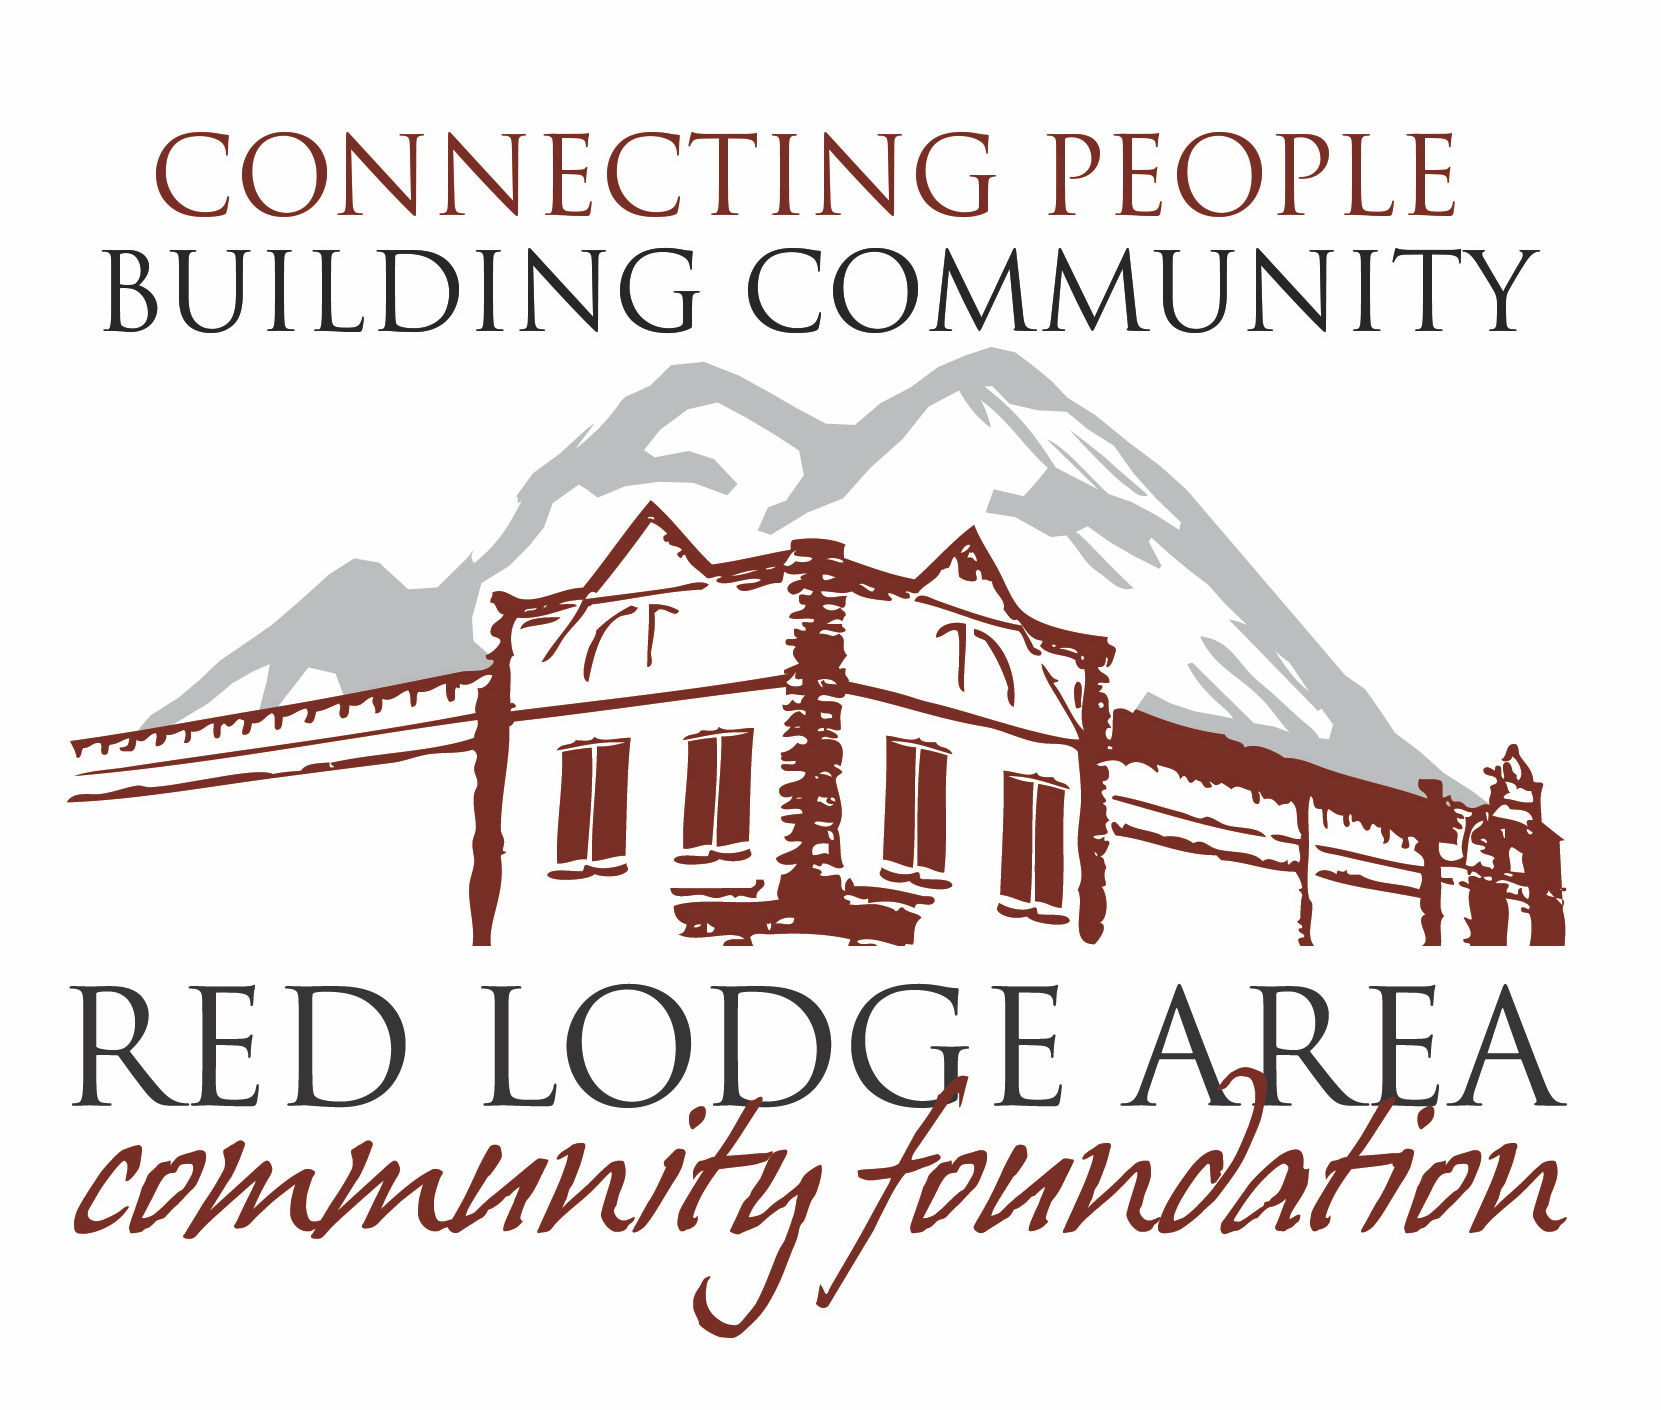 CONNECTING PEOPLE
BUILDING COMMUNITY
RED LODGE AREA
community foundation